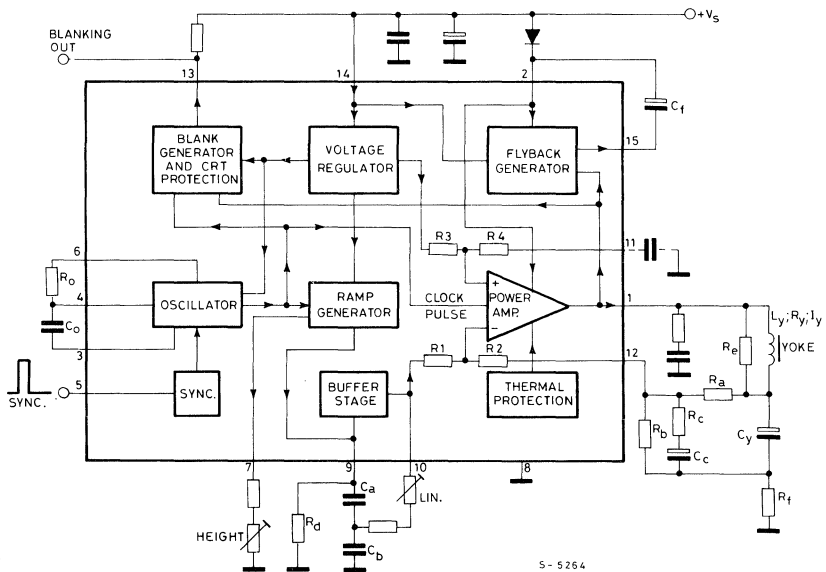 +Vs
BLANKING
OUT
13
14
2
Cf
15
BLANK
GENERATOR
AND CRT
PROTECTION
VOLTAGE
REGULATOR
FLYBACK
GENERATOR
R3
R4
11
6
Ro
4
Co
3
OSCILLATOR
RAMP
GENERATOR
CLOCK
PULSE
+
POWER
AMP.
−
1
Ly;Ry;Iy
YOKE
Re
R1
R2
12
Ra
SYNC.
5
SYNC.
BUFFER
STAGE
THERMAL
PROTECTION
Rb
Rc
Cc
Cy
7
9
10
8
Rd
Ca
LIN.
Rf
HEIGHT
Cb
S-5264